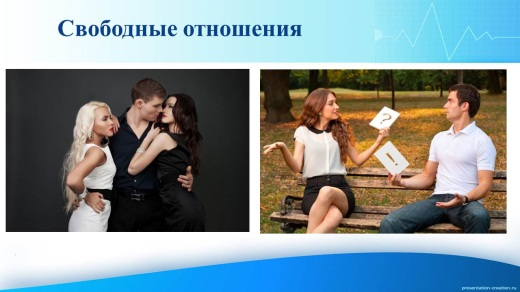 Свободные отношения
?
!
presentation-creation.ru